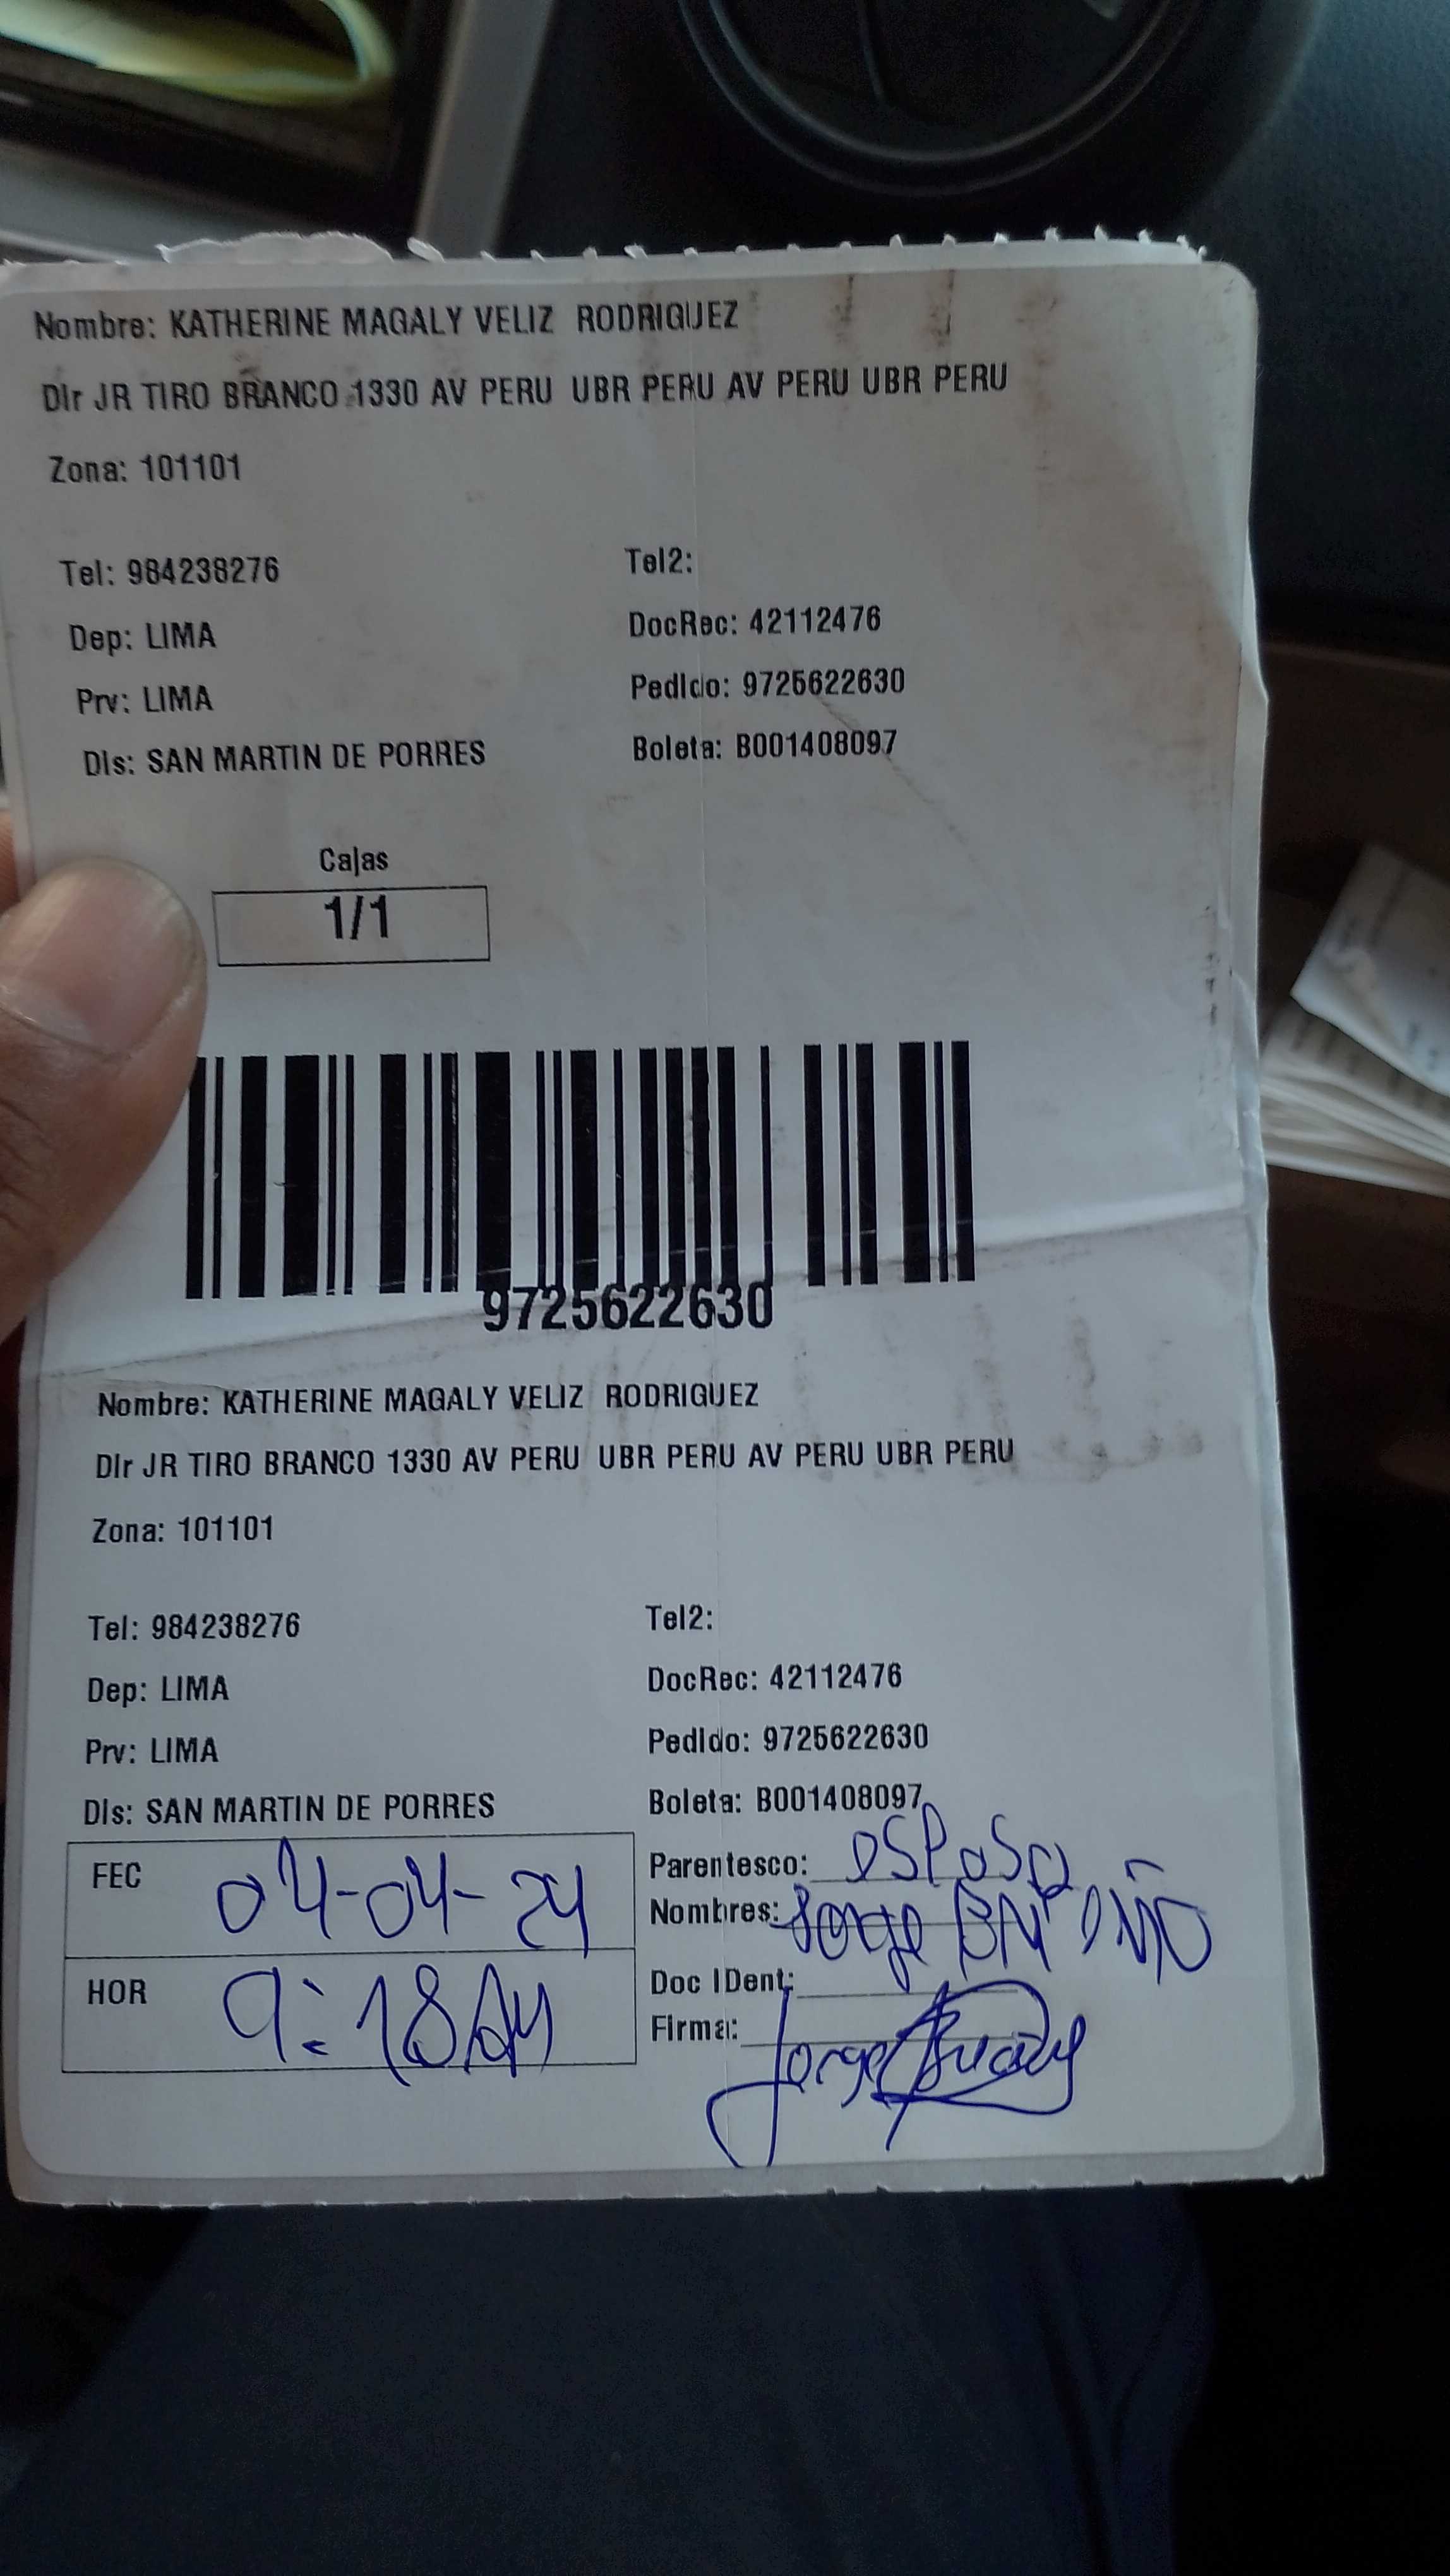 Nombre: KATHERINE MAGALY VELIZ RODRIGUEZ
Dir JR TIRO BRANCO 1330 AV PERU UBR PERU AV PERU UBR PERU
Zona: 101101
Tel: 984238276 Tel2:
Dep: LIMA DocRec: 42112476
Prv: LIMA Pedido: 9725622630
Dis: SAN MARTIN DE PORRES Boleta: B001408097
Cajas
1/1
9725622630
Nombre: KATHERINE MAGALY VELIZ RODRIGUEZ
Dir JR TIRO BRANCO 1330 AV PERU UBR PERU AV PERU UBR PERU
Zona: 101101
Tel: 984238276 Tel2:
Dep: LIMA DocRec: 42112476
Prv: LIMA Pedido: 9725622630
Dis: SAN MARTIN DE PORRES Boleta: B001408097
FEC 04-04-24 Parentesco: esposo
Nombres: Jorge
HOR 9:18 AM Doc IDent:
Firma: Jorge